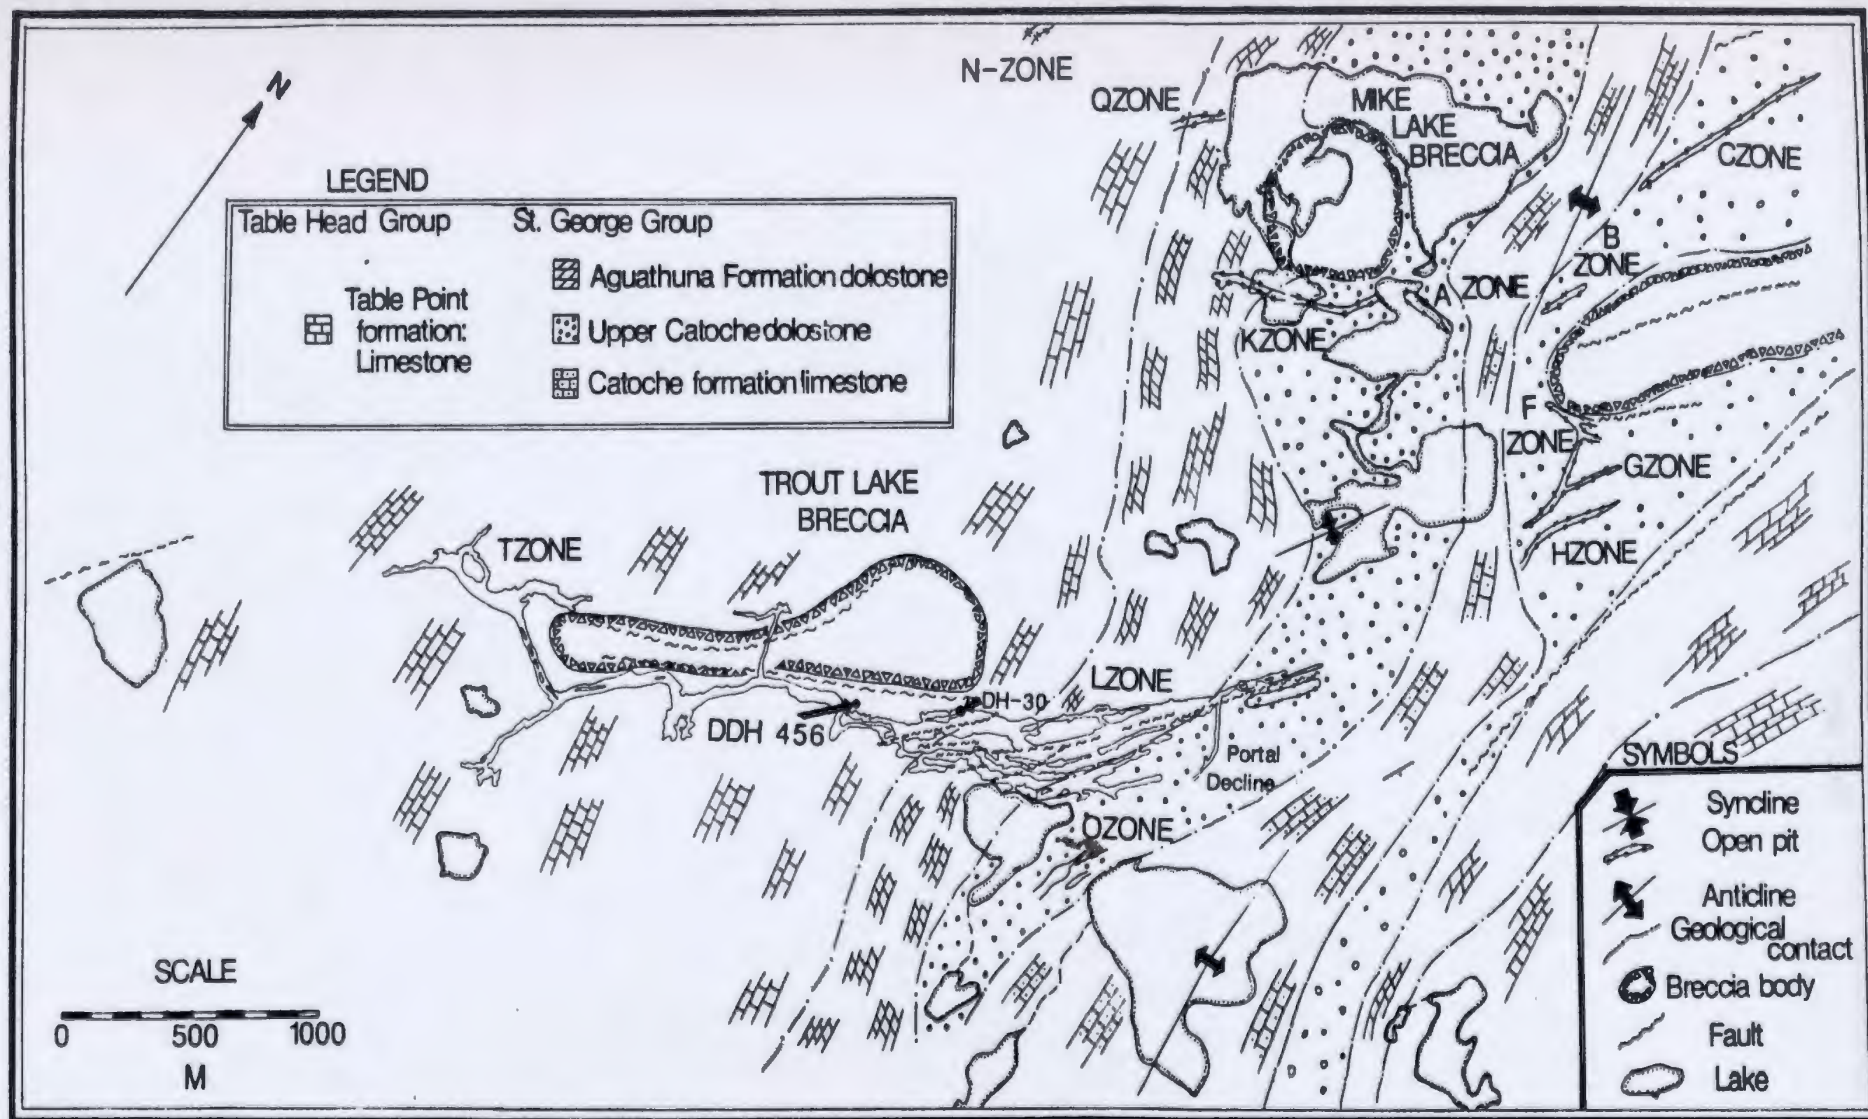 N
N-ZONE
QZONE
MIKE
LAKE
BRECCIA
CZONE
LEGEND
Table Head Group
St. George Group
Aguathuna Formation dolostone
Table Point
formation:
Limestone
Upper Catoche dolostone
Catoche formation limestone
B
ZONE
A ZONE
KZONE
F
ZONE
GZONE
HZONE
TROUT LAKE
BRECCIA
TZONE
LZONE
DH-30
DDH 456
Portal
Decline
OZONE
SYMBOLS
Syncline
Open pit
Anticline
Geological
contact
Breccia body
Fault
Lake
SCALE
0 500 1000
M